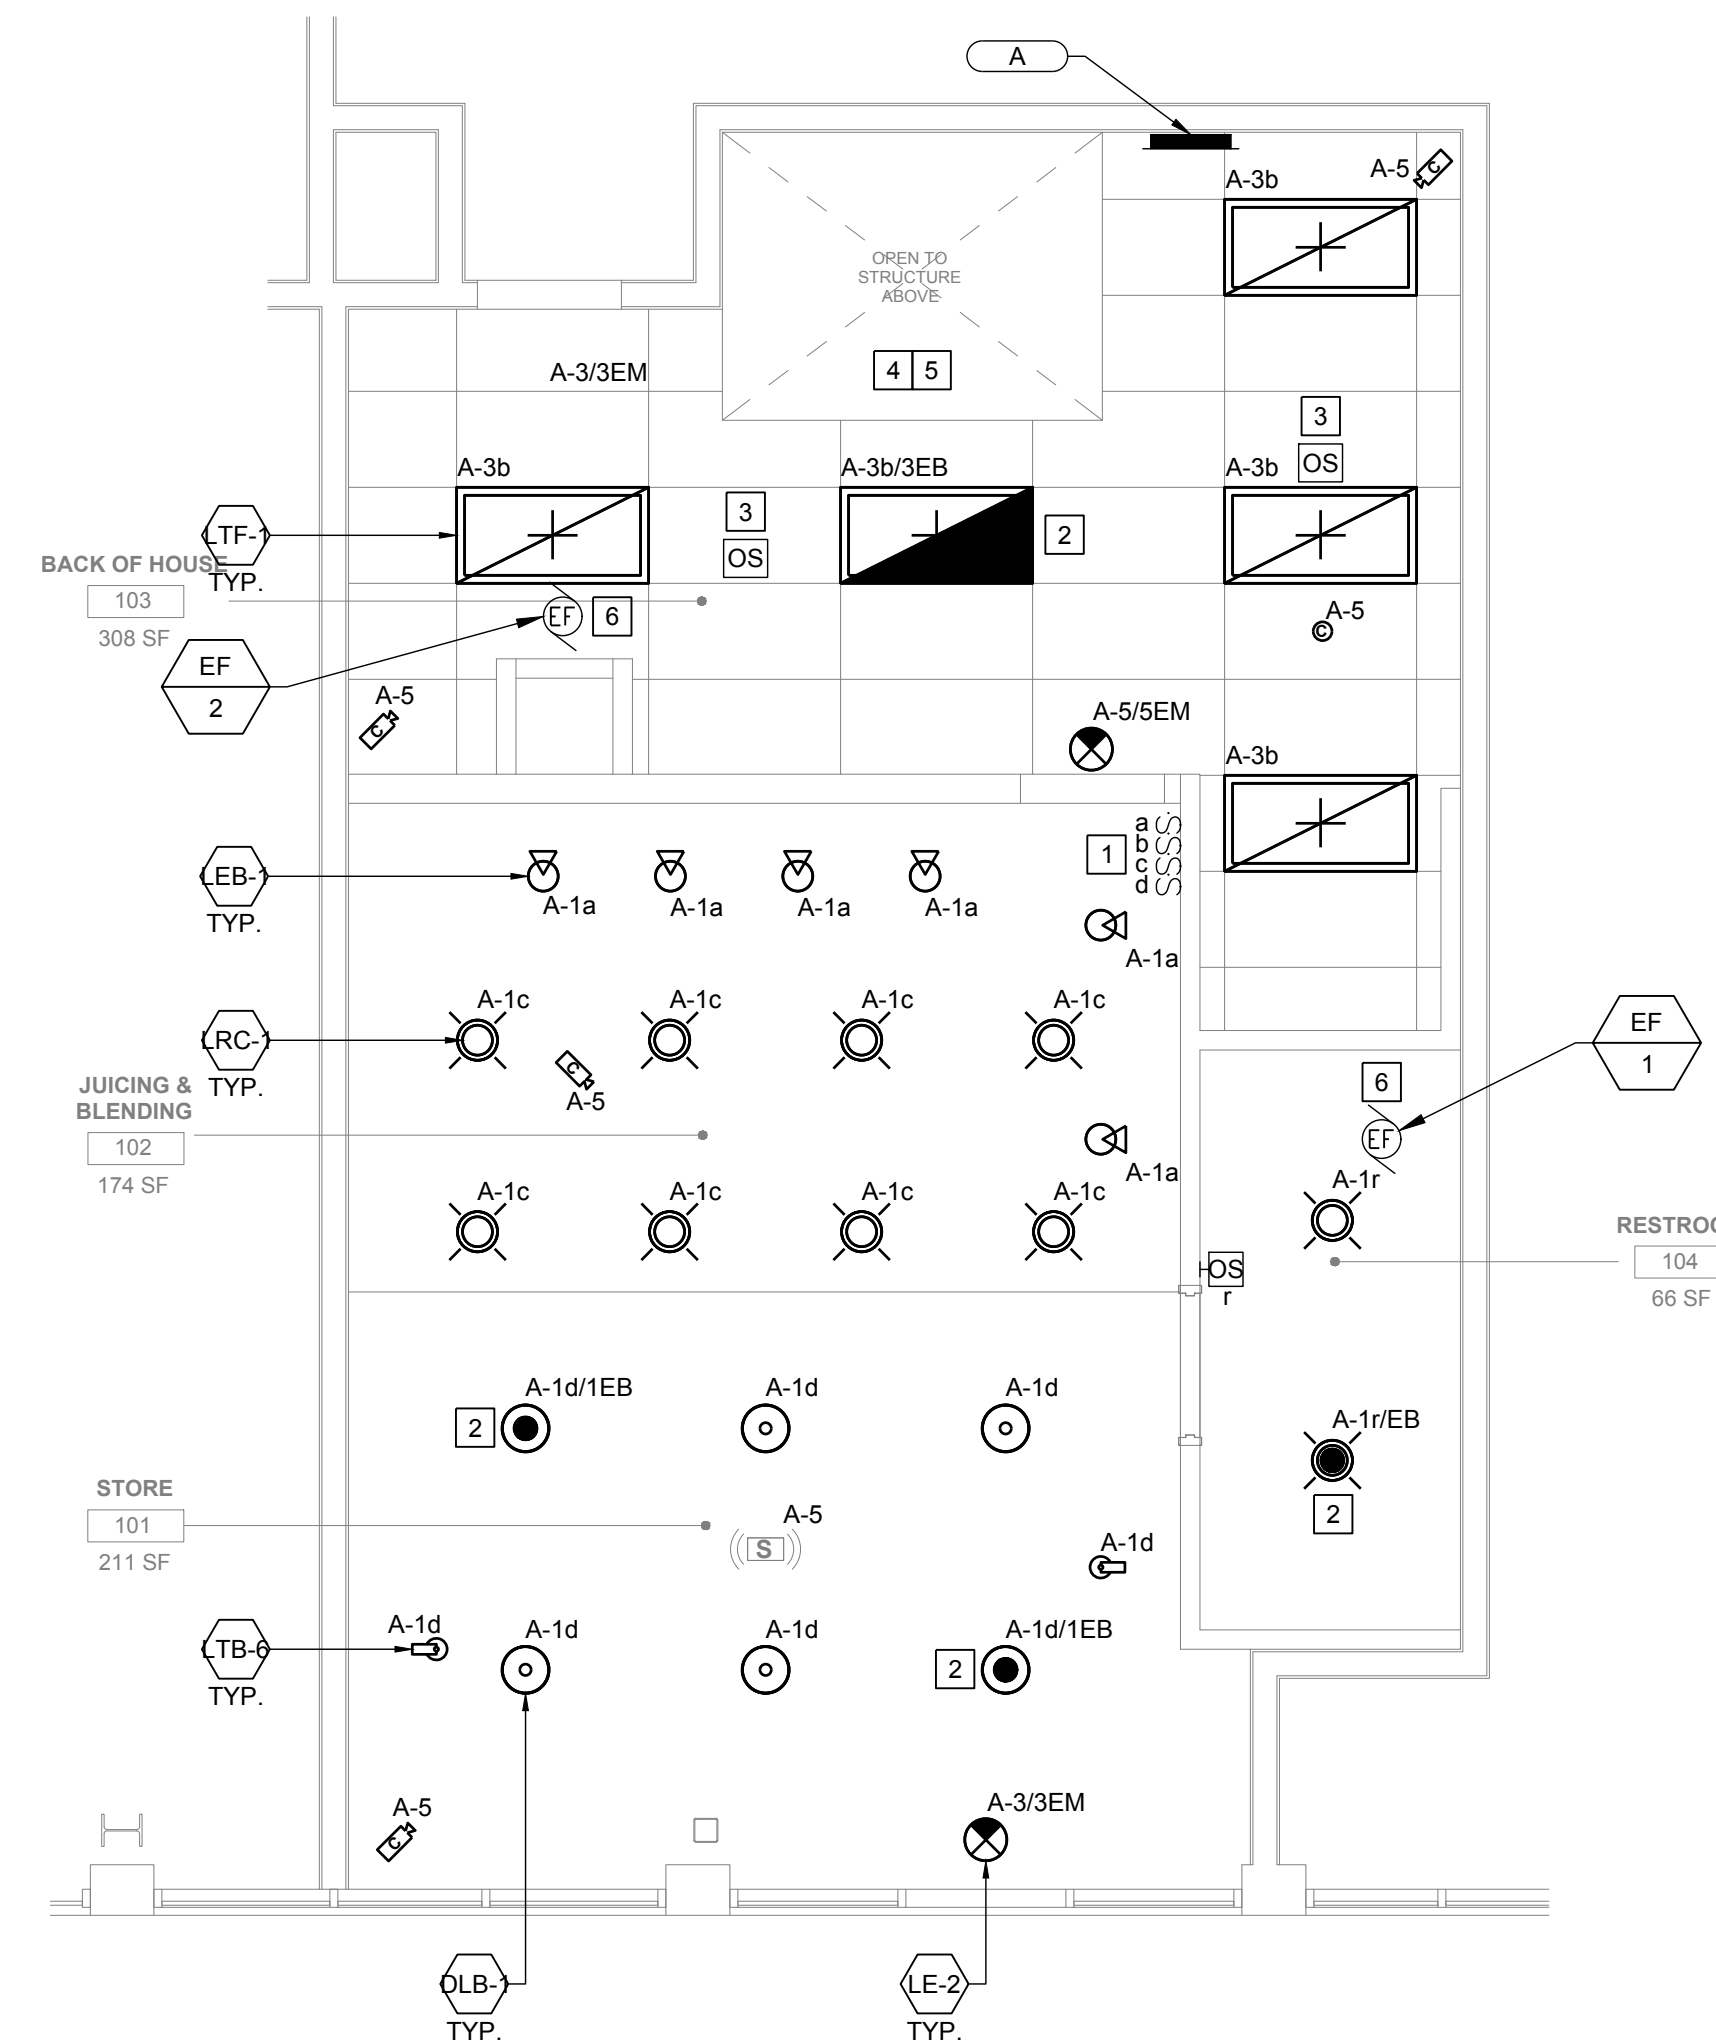 A
A-5
C
A-3b
OPEN TO
STRUCTURE
ABOVE
4 5
A-3/3EM
3
OS
A-3b
A-3b/3EB
A-3b
3
OS
2
LTF-1
TYP.
BACK OF HOUSE
103
308 SF
EF
6
A-5
C
EF
2
A-5
C
A-5/5EM
A-3b
a S
b S
c S
d S
1
LEB-1
TYP.
A-1a
A-1a
A-1a
A-1a
A-1a
A-1c
A-1c
A-1c
A-1c
LRC-1
TYP.
C
A-5
EF
1
6
EF
JUICING &
BLENDING
102
174 SF
A-1a
A-1r
A-1c
A-1c
A-1c
A-1c
104
66 SF
OS
r
A-1d/1EB
A-1d
A-1d
2
A-1r/EB
2
STORE
101
211 SF
A-5
S
A-1d
LTB-6
TYP.
A-1d
A-1d
A-1d
A-1d/1EB
2
A-5
C
A-3/3EM
DLB-1
TYP.
LE-2
TYP.